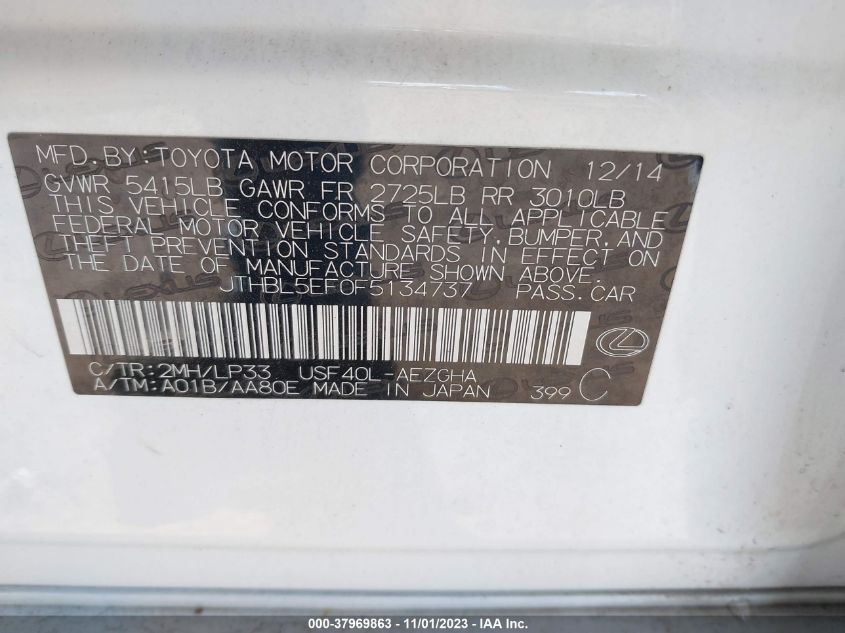 MFD. BY: TOYOTA MOTOR CORPORATION 12/14
GVWR 5415LB GAWR FR 2725LB RR 3010LB
THIS VEHICLE CONFORMS TO ALL APPLICABLE
FEDERAL MOTOR VEHICLE SAFETY, BUMPER, AND
THEFT PREVENTION STANDARDS IN EFFECT ON
THE DATE OF MANUFACTURE SHOWN ABOVE.
JTHBL5EF0F5134737 PASS. CAR
C/TR: 2MH/LP33 USF40L-AEZGHA
A/TM: A01B/AA80E MADE IN JAPAN 399 C
000-37969863 - 11/01/2023 - IAA Inc.